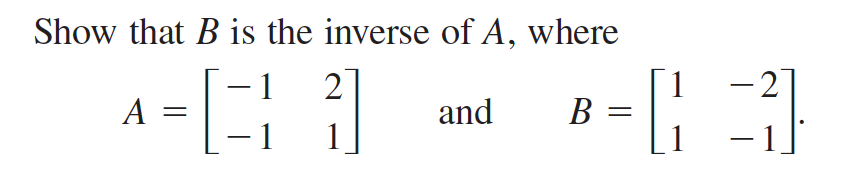 Show that B is the inverse of A, where
A = [−1 2; −1 1] and B = [1 −2; 1 −1].